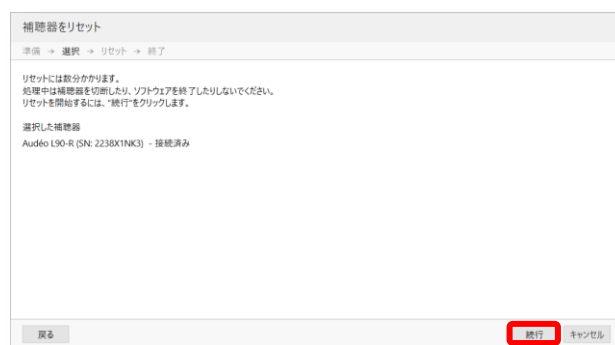 補聴器をリセット
準備 → 選択 → リセット → 終了
リセットには数分かかります。
処理中は補聴器を切断したり、ソフトウェアを終了したりしないでください。
リセットを開始するには、"続行"をクリックします。
選択した補聴器
Audéo L90-R (SN: 2238X1NK3) - 接続済み
戻る 続行 キャンセル